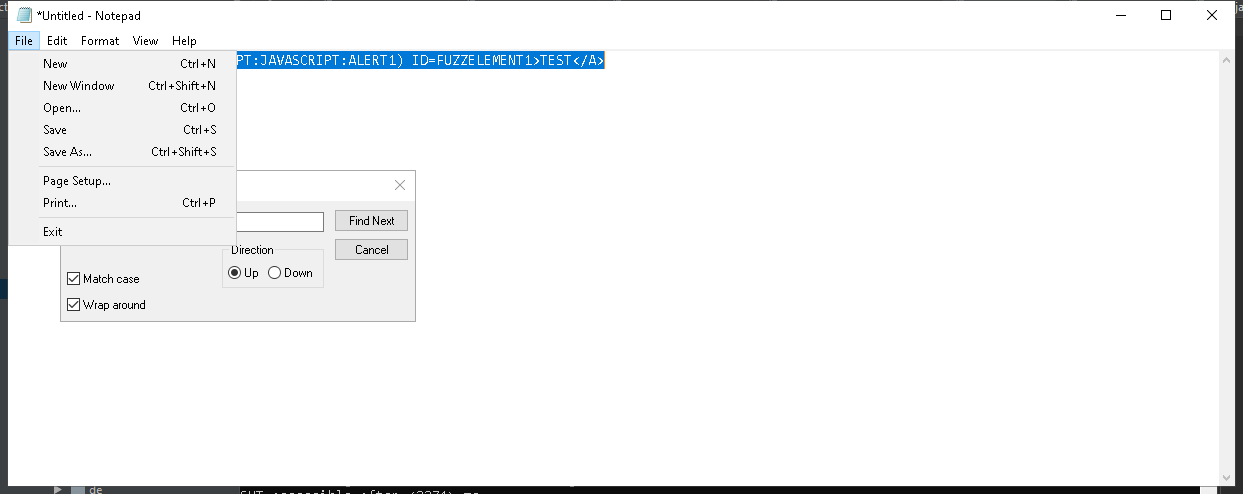 *Untitled - Notepad
File Edit Format View Help
PT:JAVASCRIPT:ALERT1) ID=FUZZELEMENT1>TEST</A>
New Ctrl+N
New Window Ctrl+Shift+N
Open... Ctrl+O
Save Ctrl+S
Save As... Ctrl+Shift+S
Page Setup...
Print... Ctrl+P
Exit
Find Next
Cancel
Direction
Up Down
Match case
Wrap around
de